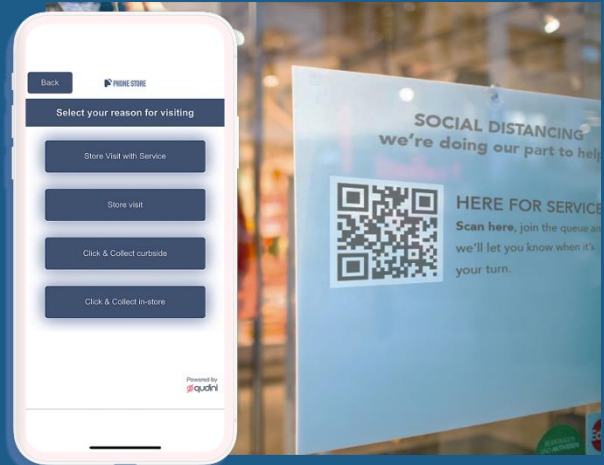 Back
PHONE STORE
Select your reason for visiting
Store Visit with Service
Store visit
Click & Collect curbside
Click & Collect in-store
Powered by
qudini
SOCIAL DISTANCING
we're doing our part to help
HERE FOR SERVICE
Scan here, join the queue an
we'll let you know when it's
your turn.